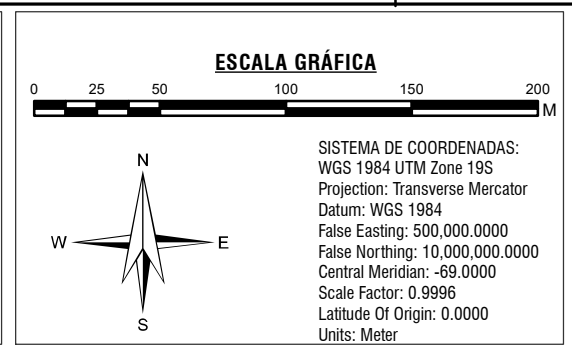 ESCALA GRÁFICA
0 25 50 100 150 200
M
N
W E
S
SISTEMA DE COORDENADAS:
WGS 1984 UTM Zone 19S
Projection: Transverse Mercator
Datum: WGS 1984
False Easting: 500,000.0000
False Northing: 10,000,000.0000
Central Meridian: -69.0000
Scale Factor: 0.9996
Latitude Of Origin: 0.0000
Units: Meter